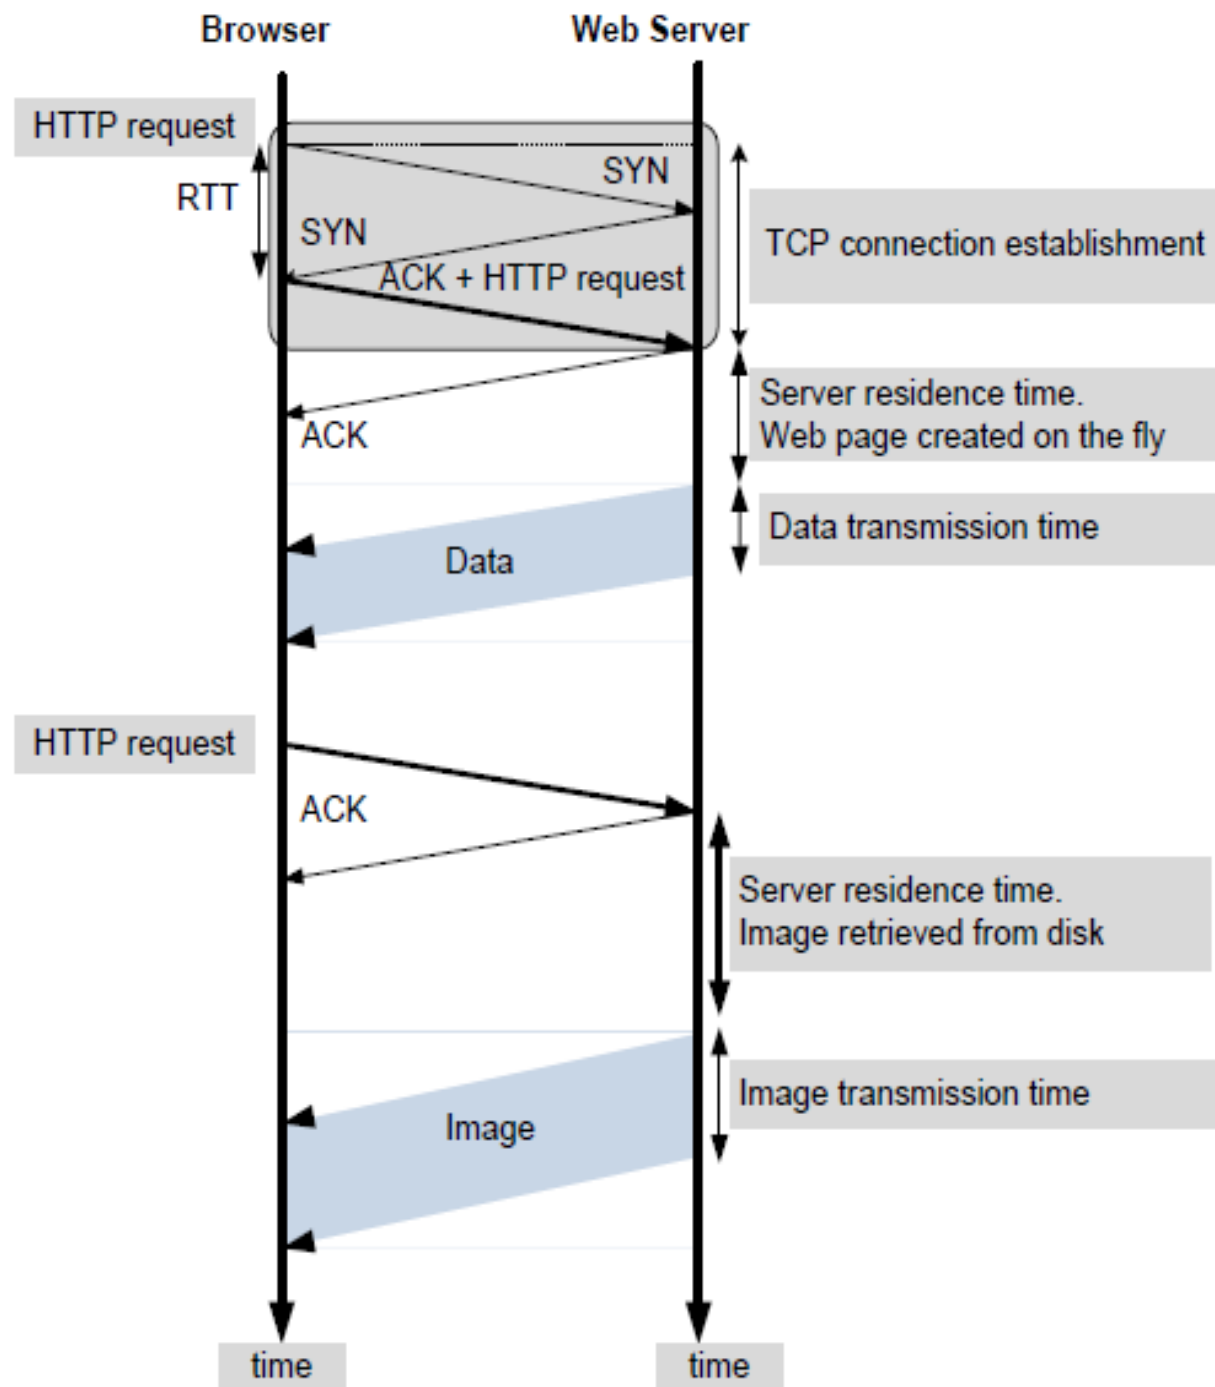 Browser
Web Server
HTTP request
SYN
RTT
SYN
TCP connection establishment
ACK + HTTP request
Server residence time.
Web page created on the fly
ACK
Data transmission time
Data
HTTP request
ACK
Server residence time.
Image retrieved from disk
Image transmission time
Image
time
time